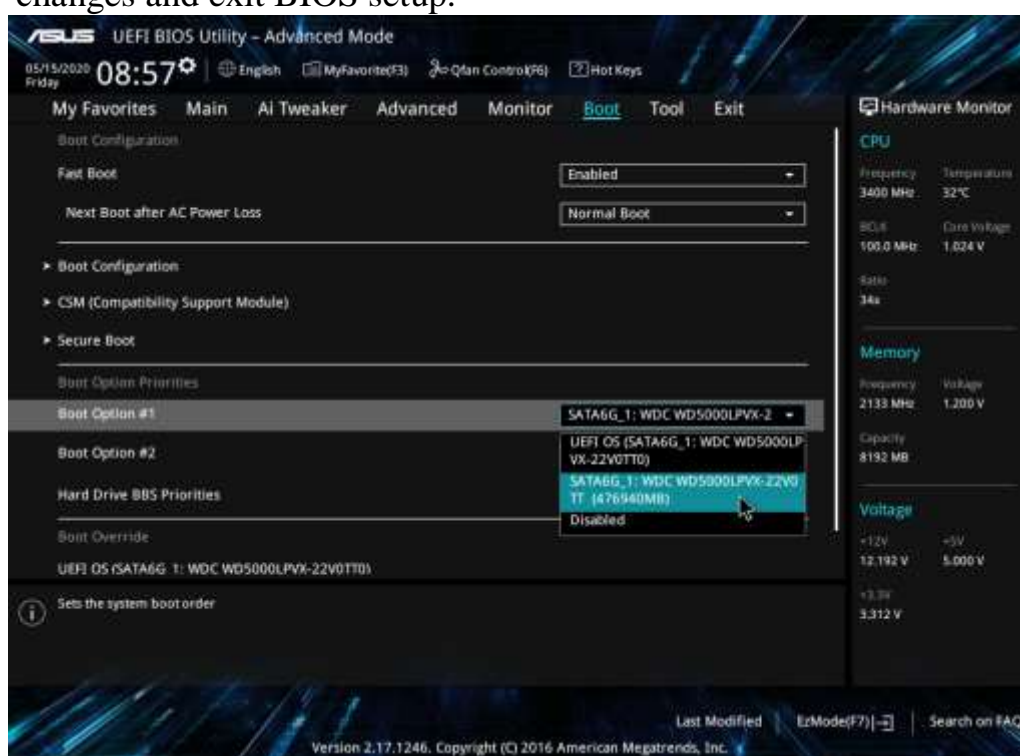 changes and exit BIOS setup.
ASUS UEFI BIOS Utility – Advanced Mode
05/15/2020 Friday 08:57 English MyFavorite(F3) Qfan Control(F6) Hot Keys
My Favorites Main Ai Tweaker Advanced Monitor Boot Tool Exit
Hardware Monitor
Boot Configuration
Fast Boot Enabled
Next Boot after AC Power Loss Normal Boot
> Boot Configuration
> CSM (Compatibility Support Module)
> Secure Boot
Boot Option Priorities
Boot Option #1 SATA6G_1: WDC WD5000LPVX-2
UEFI OS (SATA6G_1: WDC WD5000LP
VX-22V0TT0)
Boot Option #2
SATA6G_1: WDC WD5000LPVX-22V0
TT (476940MB)
Hard Drive BBS Priorities
Disabled
Boot Override
UEFI OS (SATA6G_1: WDC WD5000LPVX-22V0TT0)
Sets the system boot order
CPU
Frequency Temperature
3400 MHz 32°C
BCLK Core Voltage
100.0 MHz 1.024 V
Ratio
34x
Memory
Frequency Voltage
2133 MHz 1.200 V
Capacity
8192 MB
Voltage
+12V +5V
12.192 V 5.000 V
+3.3V
3.312 V
Last Modified EzMode(F7) Search on FAQ
Version 2.17.1246. Copyright (C) 2016 American Megatrends, Inc.